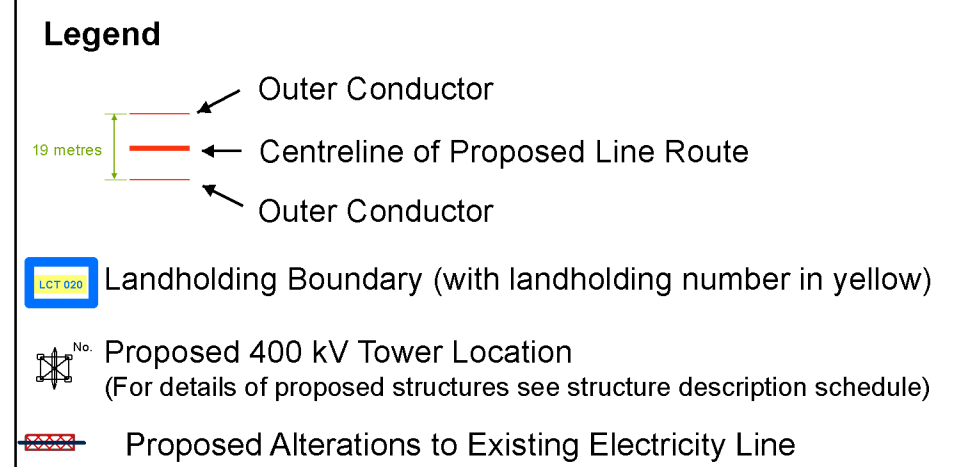 Legend
Outer Conductor
19 metres
Centreline of Proposed Line Route
Outer Conductor
LCT 020
Landholding Boundary (with landholding number in yellow)
No.
Proposed 400 kV Tower Location
(For details of proposed structures see structure description schedule)
Proposed Alterations to Existing Electricity Line